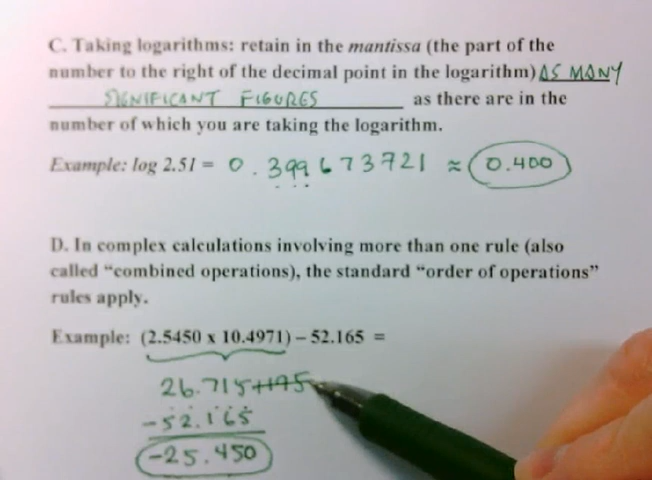 C. Taking logarithms: retain in the mantissa (the part of the
number to the right of the decimal point in the logarithm) AS MANY
SIGNIFICANT FIGURES as there are in the
number of which you are taking the logarithm.
Example: log 2.51 = 0.399673721 ≈ 0.400
D. In complex calculations involving more than one rule (also
called “combined operations), the standard “order of operations”
rules apply.
Example: (2.5450 x 10.4971) – 52.165 =
26.715
-52.165
-25.450